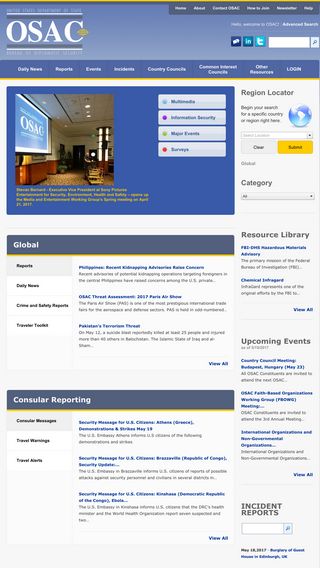 UNITED STATES DEPARTMENT OF STATE
OSAC
BUREAU OF DIPLOMATIC SECURITY
Home About Contact OSAC How to Join Newsletter Help
Hello, welcome to OSAC! Advanced Search
Daily News Reports Events Incidents Country Councils Common Interest Councils Other Resources LOGIN
OSAC
Multimedia
Information Security
Major Events
Surveys
Stevan Bernard - Executive Vice President at Sony Pictures
Entertainment for Security, Environment, Health and Safety – opens up
the Media and Entertainment Working Group's Spring meeting on April
21, 2017.
Region Locator
Begin your search
for a specific country
or region right here.
Select Location
Clear Submit
Global
Category
All
Global
Reports
Daily News
Crime and Safety Reports
Traveler Toolkit
Philippines: Recent Kidnapping Advisories Raise Concern
Recent advisories of potential kidnapping operations targeting foreigners in
the central Philippines have raised concerns among the U.S. private...
OSAC Threat Assessment: 2017 Paris Air Show
The Paris Air Show (PAS) is one of the most prestigious international trade
fairs for the aerospace and defense sectors. PAS is held in odd-numbered...
Pakistan's Terrorism Threat
On May 12, a suicide blast reportedly killed at least 25 people and injured
more than 40 others in Balochistan. The Islamic State of Iraq and al-
Sham...
View All
Resource Library
FBI-DHS Hazardous Materials
Advisory
The primary mission of the Federal
Bureau of Investigation (FBI)..
Chemical Infragard
InfraGard represents one of the
original efforts by the FBI to..
View All
Upcoming Events
as of 5/19/2017
Country Council Meeting:
Budapest, Hungary (May 23)
All OSAC Constituents are invited to
attend the next OSAC..
OSAC Faith-Based Organizations
Working Group (FBOWG)
Meeting:...
OSAC Constituents are invited to
attend the 3rd Annual Meeting..
International Organizations and
Non-Governmental
Organizations...
International Organizations and
Non-Governmental Organizations..
View All
Consular Reporting
Consular Messages
Travel Warnings
Travel Alerts
Security Message for U.S. Citizens: Athens (Greece),
Demonstrations & Strikes May 19
The U.S. Embassy Athens informs U.S citizens of the following
demonstrations and strikes
Security Message for U.S. Citizens: Brazzaville (Republic of Congo),
Security Update:...
The U.S. Embassy in Brazzaville informs U.S. citizens of reports of possible
attacks against security personnel and civilians in several districts in...
Security Message for U.S. Citizens: Kinshasa (Democratic Republic of
the Congo), Ebola...
The U.S. Embassy in Kinshasa informs U.S. citizens that the DRC's health
minister and the World Health Organization report seven suspected and
two..
View All
INCIDENT
REPORTS
May 18,2017 - Burglary of Guest
House in Edinburgh, UK